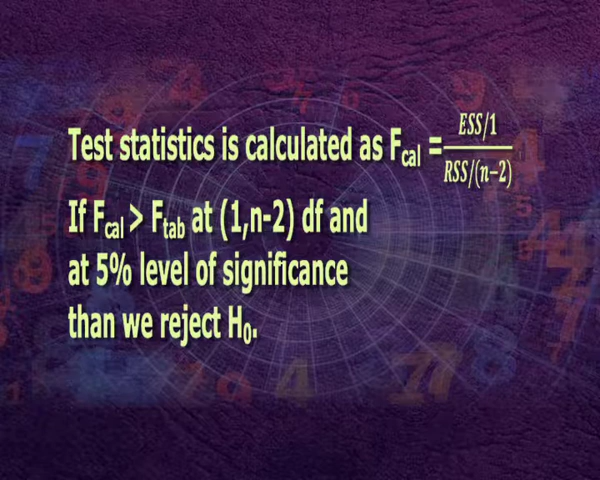 Test statistics is calculated as Fcal = ESS/1 / RSS/(n−2)
If Fcal > Ftab at (1,n-2) df and
at 5% level of significance
than we reject H0.